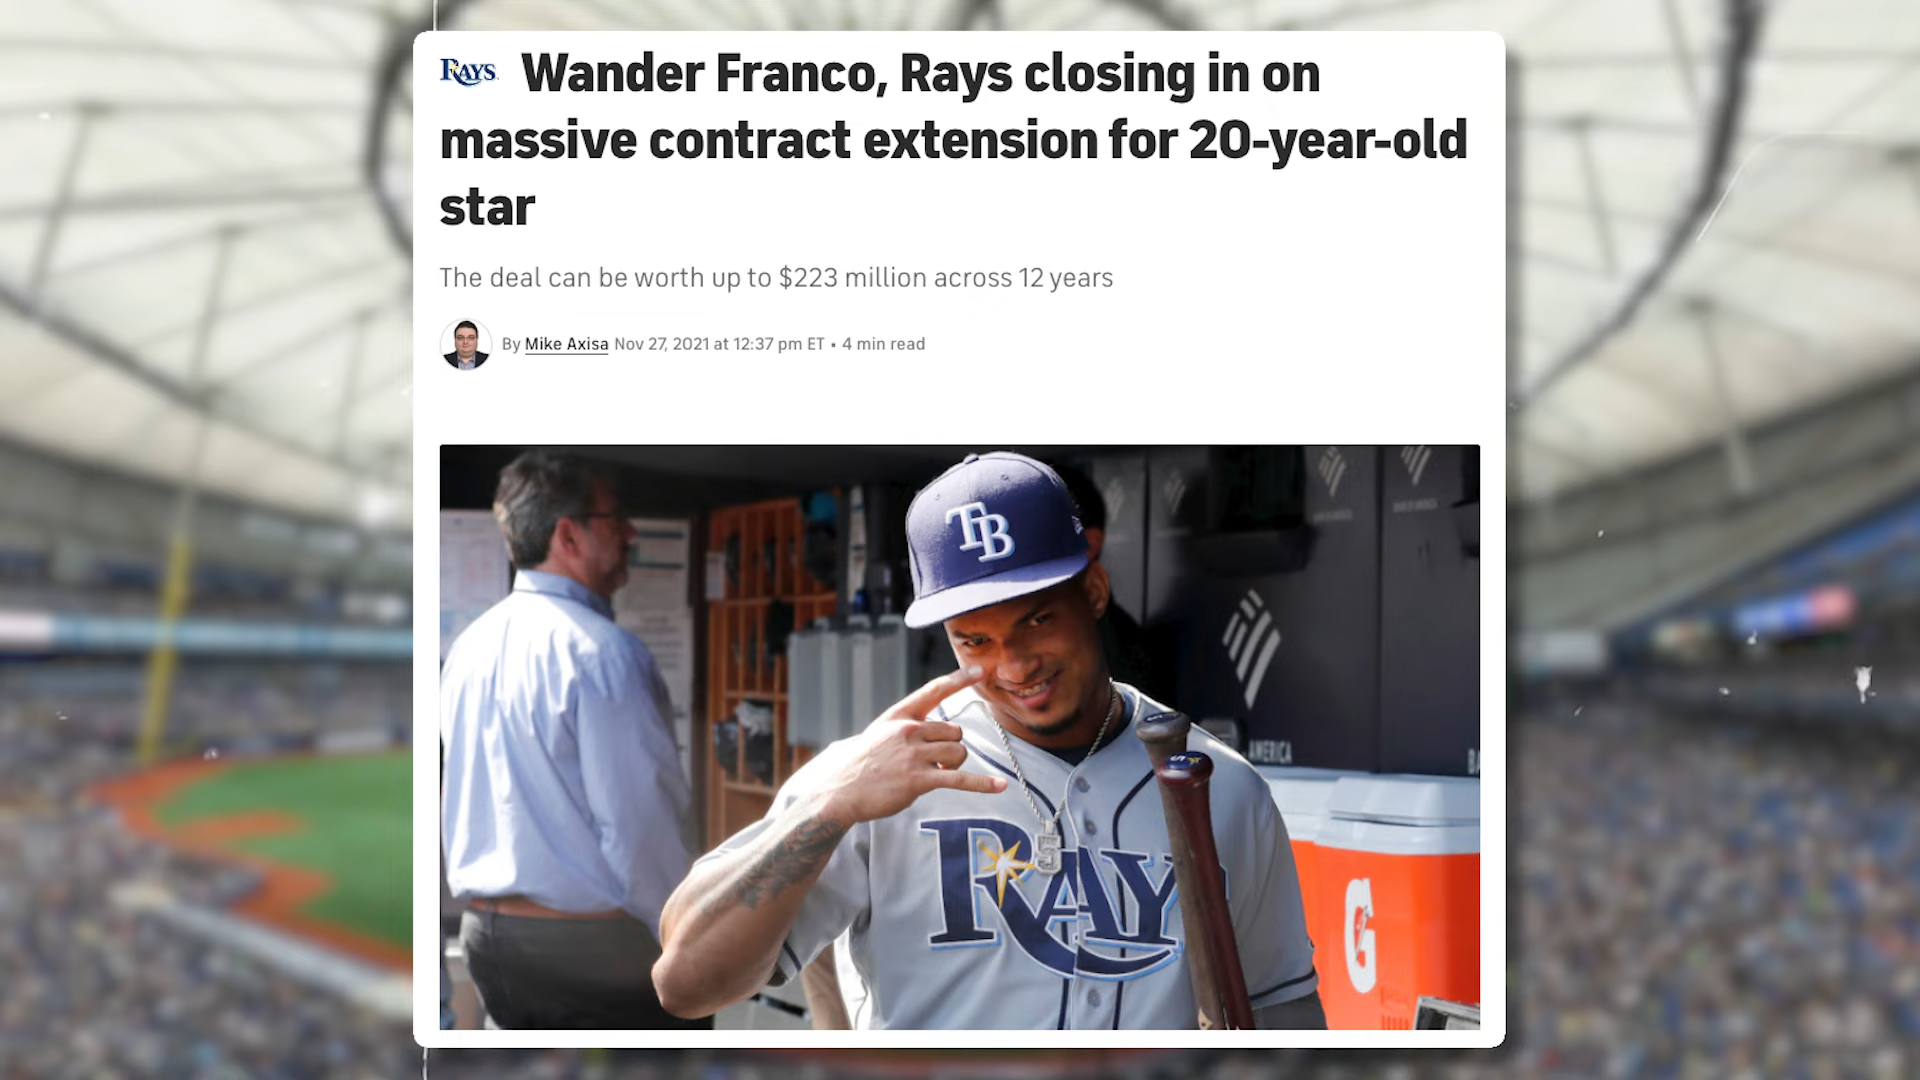 RAYS Wander Franco, Rays closing in on
massive contract extension for 20-year-old
star
The deal can be worth up to $223 million across 12 years
By Mike Axisa Nov 27, 2021 at 12:37 pm ET • 4 min read
TB
AMERICA
BA
5
RAY
G